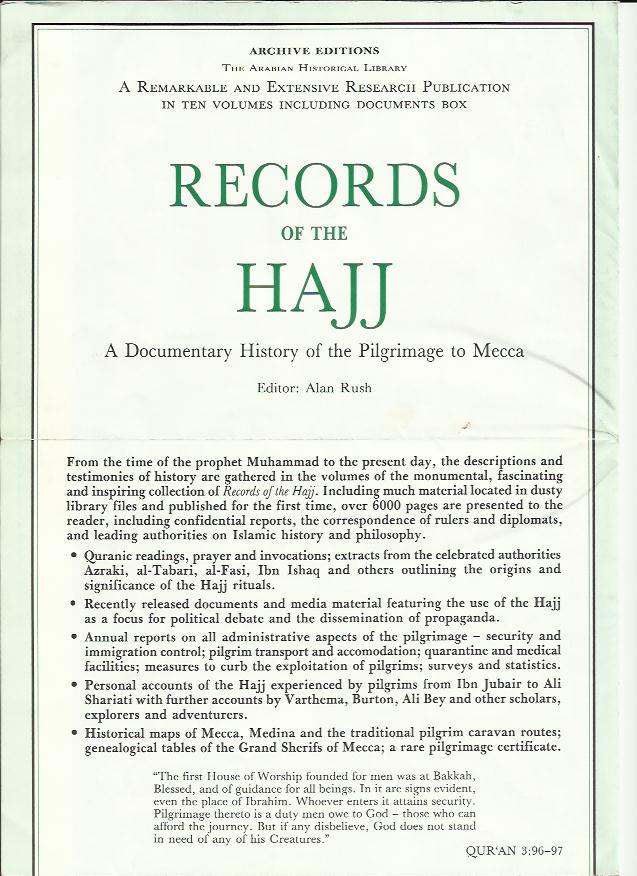 ARCHIVE EDITIONS
THE ARABIAN HISTORICAL LIBRARY
A REMARKABLE AND EXTENSIVE RESEARCH PUBLICATION
IN TEN VOLUMES INCLUDING DOCUMENTS BOX
RECORDS
OF THE
HAJJ
A Documentary History of the Pilgrimage to Mecca
Editor: Alan Rush
From the time of the prophet Muhammad to the present day, the descriptions and
testimonies of history are gathered in the volumes of the monumental, fascinating
and inspiring collection of Records of the Hajj. Including much material located in dusty
library files and published for the first time, over 6000 pages are presented to the
reader, including confidential reports, the correspondence of rulers and diplomats,
and leading authorities on Islamic history and philosophy.
• Quranic readings, prayer and invocations; extracts from the celebrated authorities
Azraki, al-Tabari, al-Fasi, Ibn Ishaq and others outlining the origins and
significance of the Hajj rituals.
• Recently released documents and media material featuring the use of the Hajj
as a focus for political debate and the dissemination of propaganda.
• Annual reports on all administrative aspects of the pilgrimage – security and
immigration control; pilgrim transport and accomodation; quarantine and medical
facilities; measures to curb the exploitation of pilgrims; surveys and statistics.
• Personal accounts of the Hajj experienced by pilgrims from Ibn Jubair to Ali
Shariati with further accounts by Varthema, Burton, Ali Bey and other scholars,
explorers and adventurers.
• Historical maps of Mecca, Medina and the traditional pilgrim caravan routes;
genealogical tables of the Grand Sherifs of Mecca; a rare pilgrimage certificate.
"The first House of Worship founded for men was at Bakkah,
Blessed, and of guidance for all beings. In it are signs evident,
even the place of Ibrahim. Whoever enters it attains security.
Pilgrimage thereto is a duty men owe to God – those who can
afford the journey. But if any disbelieve, God does not stand
in need of any of his Creatures."
QUR'AN 3:96–97